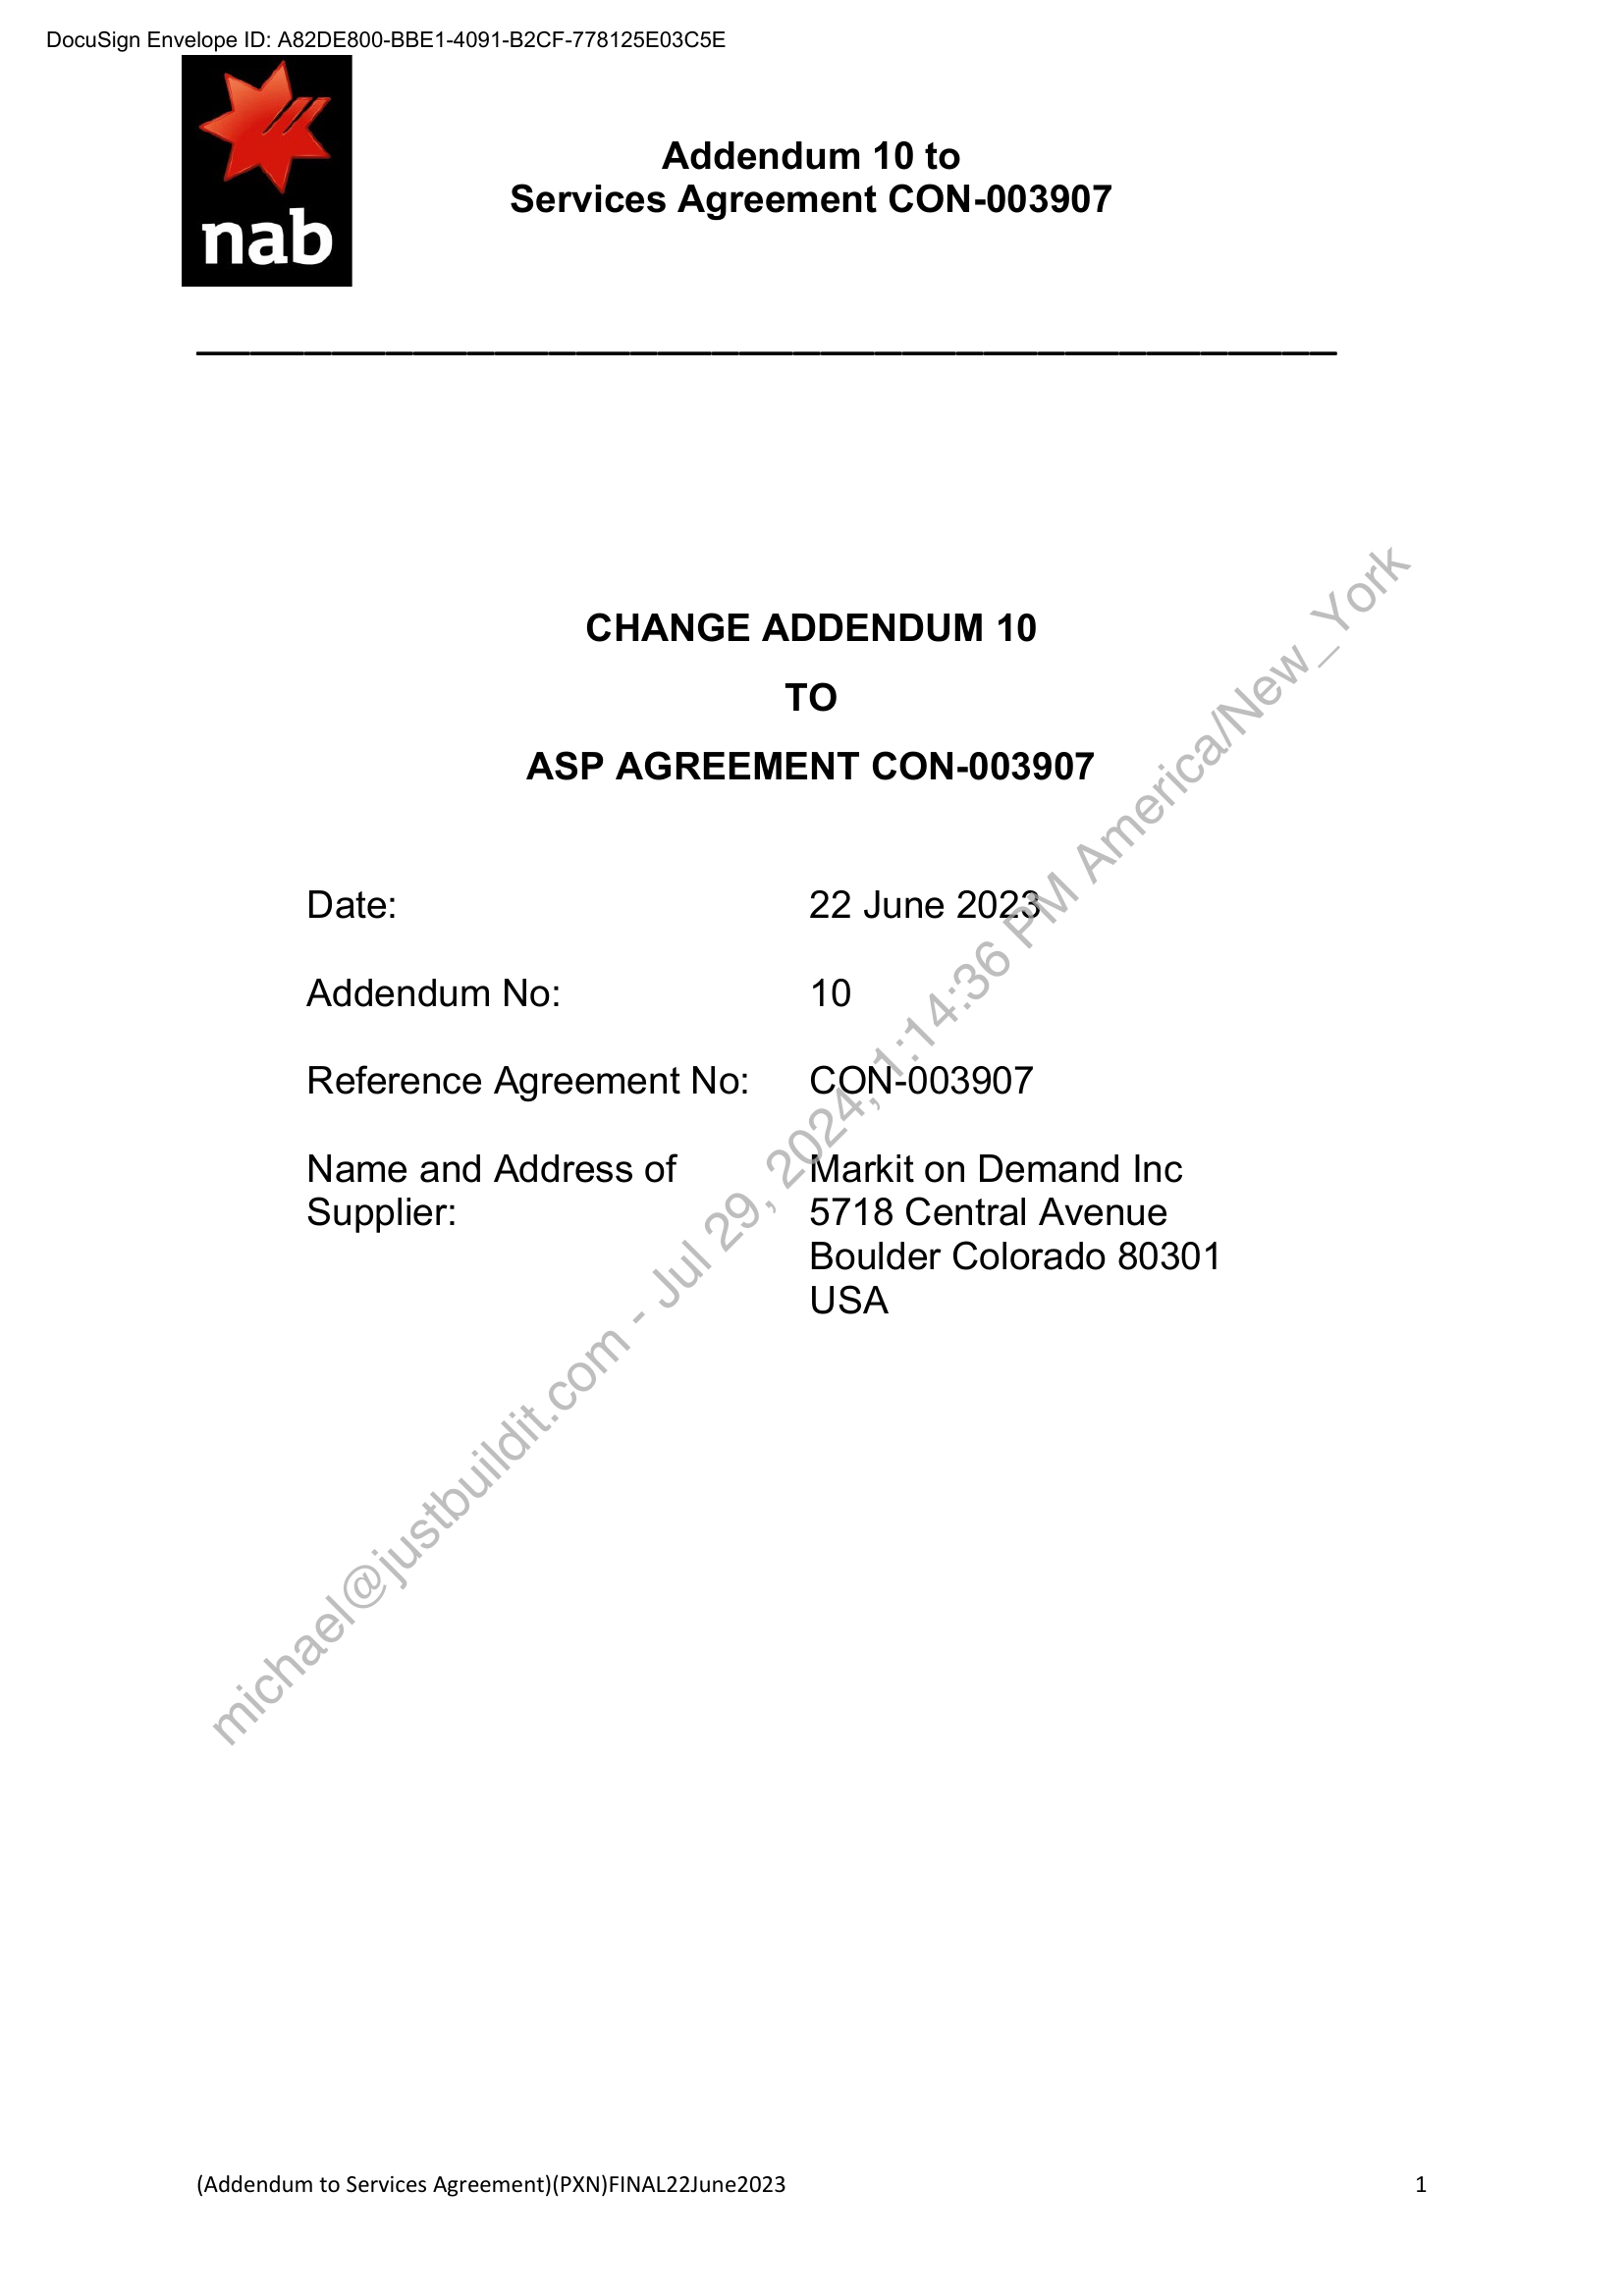 DocuSign Envelope ID: A82DE800-BBE1-4091-B2CF-778125E03C5E
nab
Addendum 10 to
Services Agreement CON-003907
CHANGE ADDENDUM 10
TO
ASP AGREEMENT CON-003907
Date: 22 June 2023
Addendum No: 10
Reference Agreement No: CON-003907
Name and Address of Markit on Demand Inc
Supplier: 5718 Central Avenue
Boulder Colorado 80301
USA
michael@justbuildit.com - Jul 29, 2024, 1:14:36 PM America/New_York
(Addendum to Services Agreement)(PXN)FINAL22June2023 1